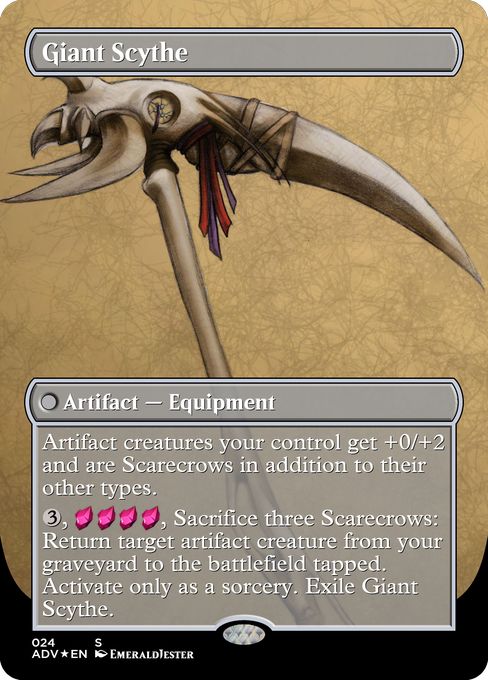 Giant Scythe
Artifact — Equipment
Artifact creatures your control get +0/+2
and are Scarecrows in addition to their
other types.
3, , Sacrifice three Scarecrows:
Return target artifact creature from your
graveyard to the battlefield tapped.
Activate only as a sorcery. Exile Giant
Scythe.
024 S
ADV★EN EmeraldJester